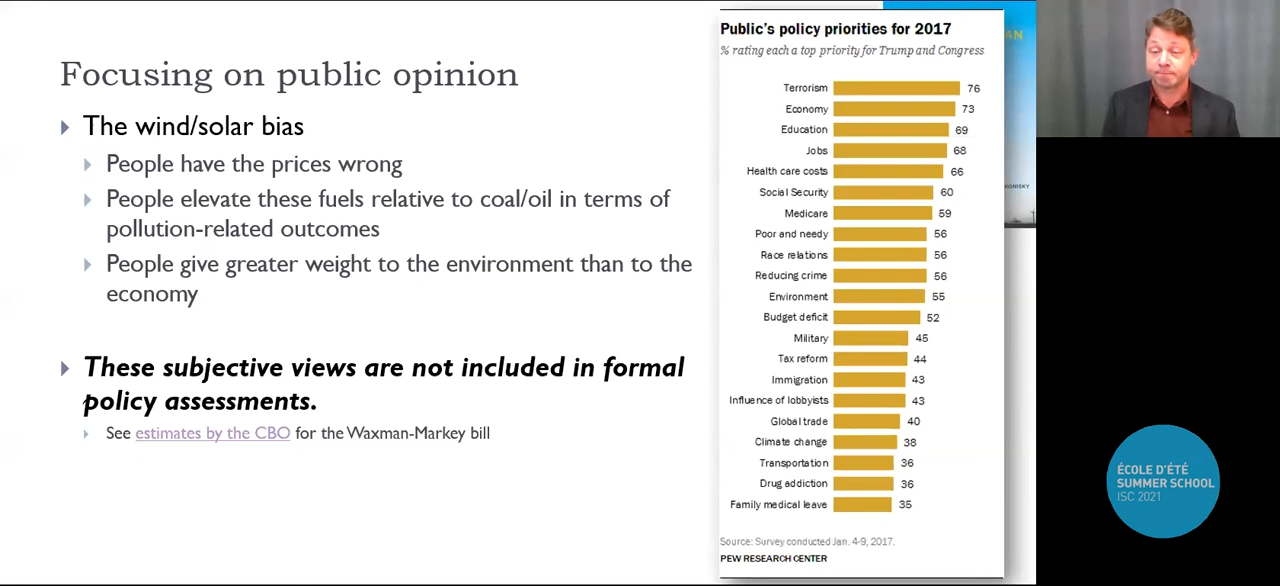 Focusing on public opinion
The wind/solar bias
People have the prices wrong
People elevate these fuels relative to coal/oil in terms of
pollution-related outcomes
People give greater weight to the environment than to the
economy
These subjective views are not included in formal
policy assessments.
See estimates by the CBO for the Waxman-Markey bill
Public's policy priorities for 2017
% rating each a top priority for Trump and Congress
Terrorism 76
Economy 73
Education 69
Jobs 68
Health care costs 66
Social Security 60
Medicare 59
Poor and needy 56
Race relations 56
Reducing crime 56
Environment 55
Budget deficit 52
Military 45
Tax reform 44
Immigration 43
Influence of lobbyists 43
Global trade 40
Climate change 38
Transportation 36
Drug addiction 36
Family medical leave 35
Source: Survey conducted Jan. 4-9, 2017.
PEW RESEARCH CENTER
ÉCOLE D'ÉTÉ
SUMMER SCHOOL
ISC 2021